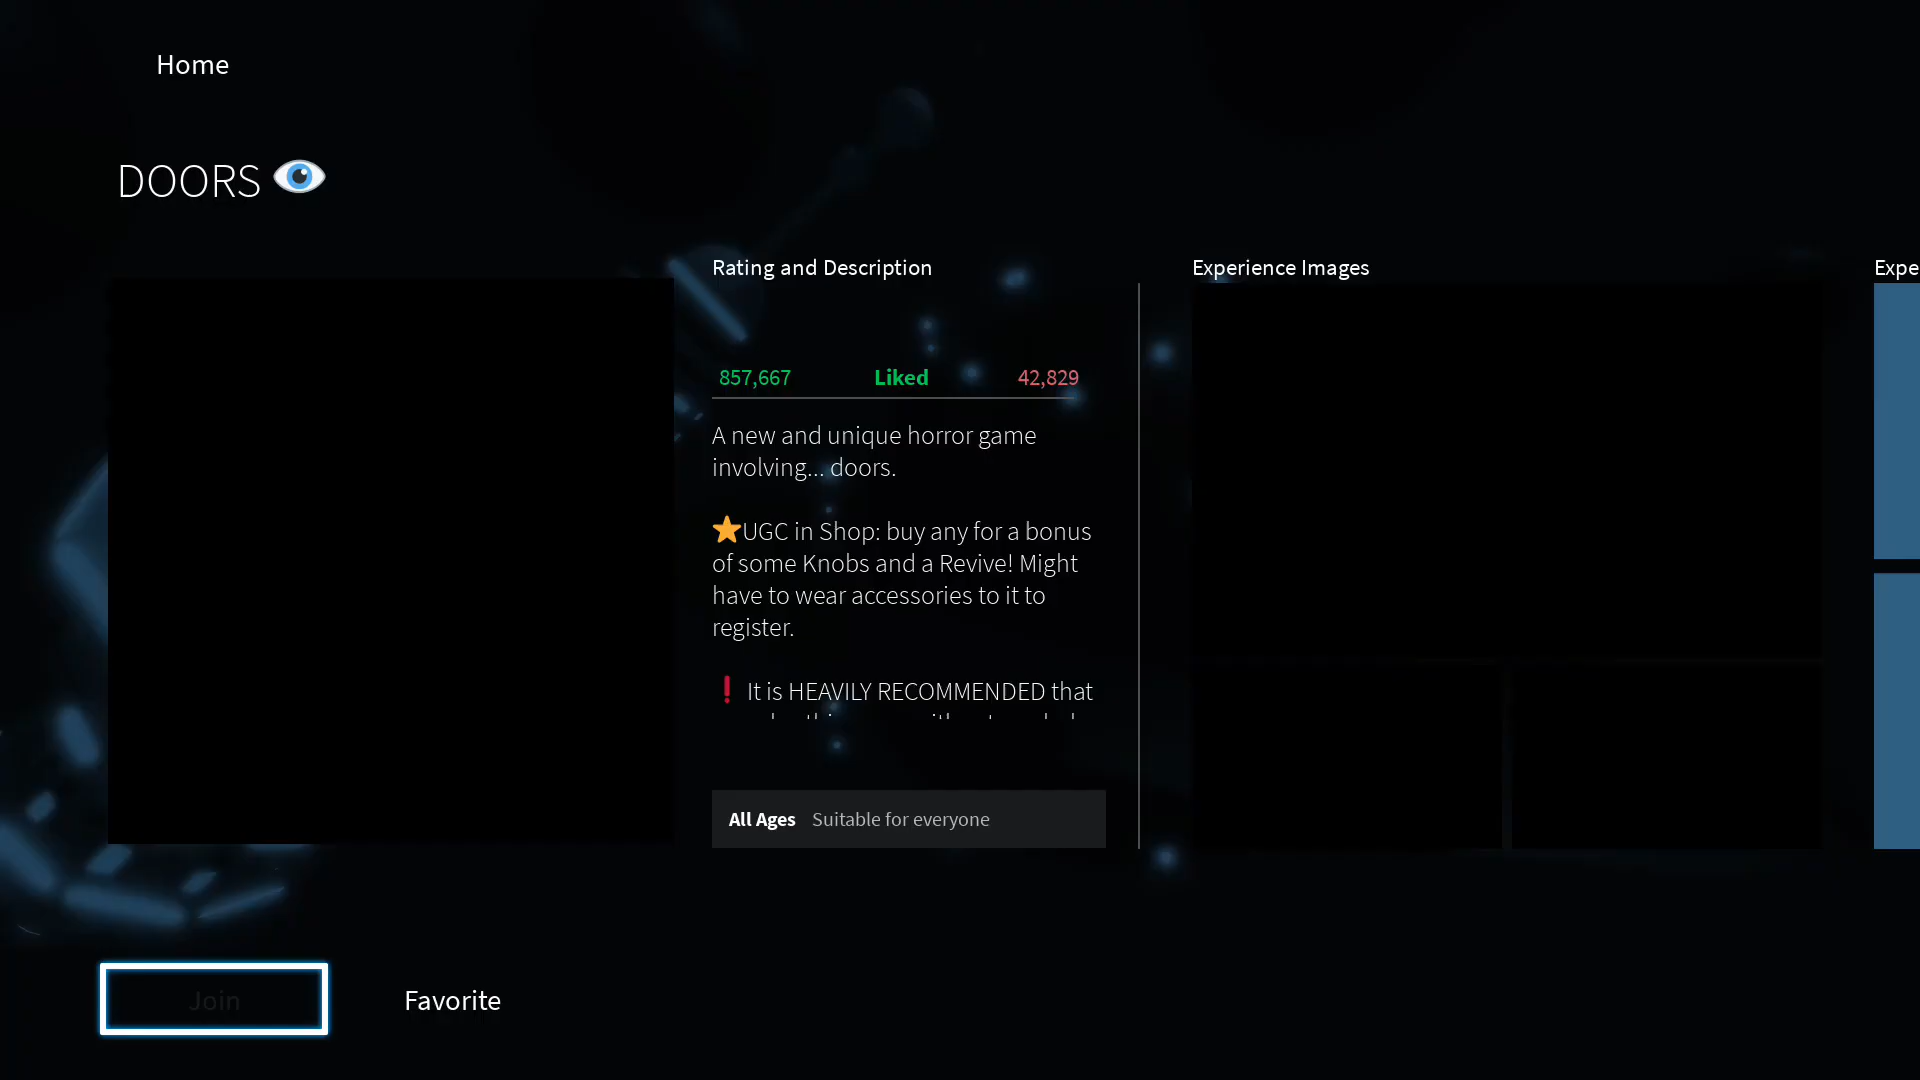 Home
DOORS 👁️
Rating and Description
Experience Images
857,667 Liked 42,829
A new and unique horror game
involving... doors.
⭐UGC in Shop: buy any for a bonus
of some Knobs and a Revive! Might
have to wear accessories to it to
register.
❗ It is HEAVILY RECOMMENDED that
All Ages Suitable for everyone
Join
Favorite